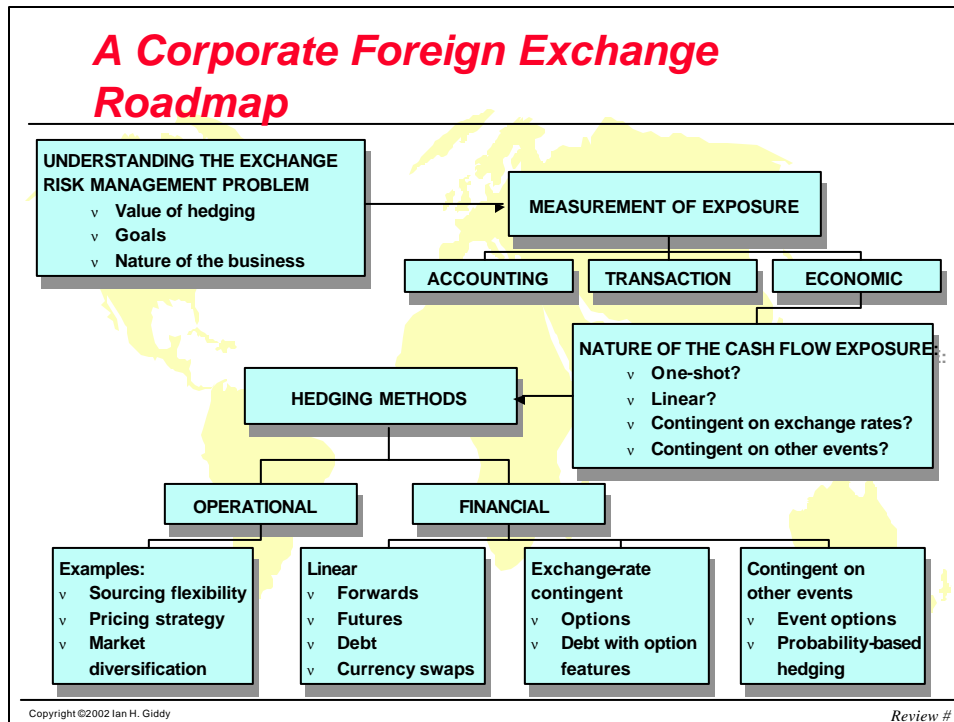 A Corporate Foreign Exchange
Roadmap
UNDERSTANDING THE EXCHANGE
RISK MANAGEMENT PROBLEM
ν Value of hedging
ν Goals
ν Nature of the business
MEASUREMENT OF EXPOSURE
ACCOUNTING
TRANSACTION
ECONOMIC
NATURE OF THE CASH FLOW EXPOSURE:
ν One-shot?
ν Linear?
ν Contingent on exchange rates?
ν Contingent on other events?
HEDGING METHODS
OPERATIONAL
FINANCIAL
Examples:
ν Sourcing flexibility
ν Pricing strategy
ν Market
diversification
Linear
ν Forwards
ν Futures
ν Debt
ν Currency swaps
Exchange-rate
contingent
ν Options
ν Debt with option
features
Contingent on
other events
ν Event options
ν Probability-based
hedging
Copyright ©2002 Ian H. Giddy
Review #